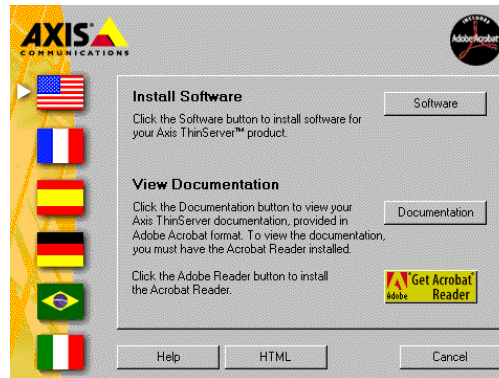 AXIS
COMMUNICATIONS
INCLUDES
AdobeAcrobat
Install Software
Click the Software button to install software for
your Axis ThinServer™ product.
Software
View Documentation
Click the Documentation button to view your
Axis ThinServer documentation, provided in
Adobe Acrobat format. To view the documentation,
you must have the Acrobat Reader installed.
Documentation
Click the Adobe Reader button to install
the Acrobat Reader.
Adobe
Get Acrobat®
Reader
Help
HTML
Cancel